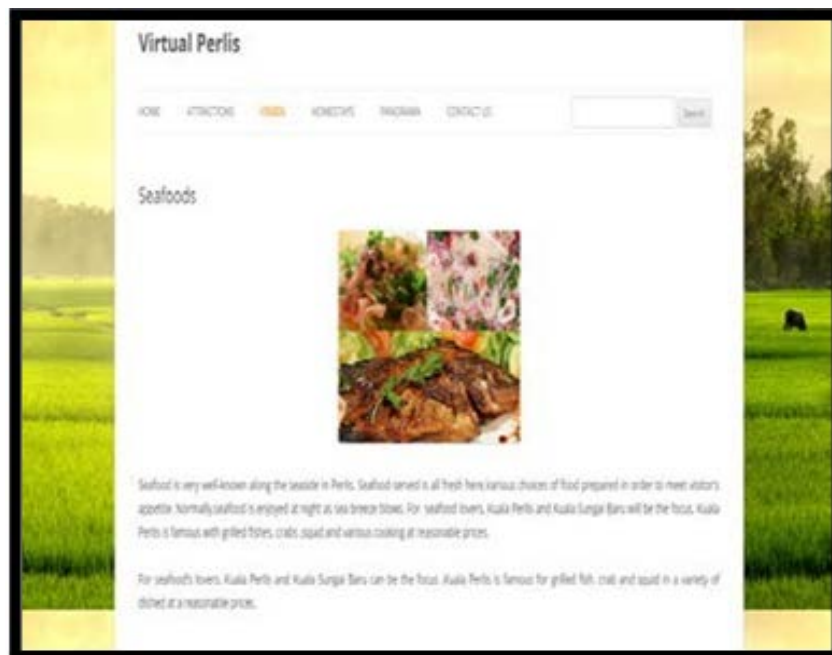 Virtual Perlis
HOME ATTRACTIONS HOMESTAYS PANORAMA CONTACT US Search
Seafoods
Seafood is very well-known along the seaside in Perlis. Seafood served is all fresh here,various choices of food prepared in order to meet visitor's
appetite. Normally,seafood is enjoyed at night as sea breeze blows. For seafood lovers, Kuala Perlis and Kuala Sungai Baru will be the focus. Kuala
Perlis is famous with grilled fishes, crabs ,squid and various cooking at reasonable prices.
For seafood's lovers, Kuala Perlis and Kuala Sungai Baru can be the focus. Kuala Perlis is famous for grilled fish, crab and squid in a variety of
dished at a reasonable prices.